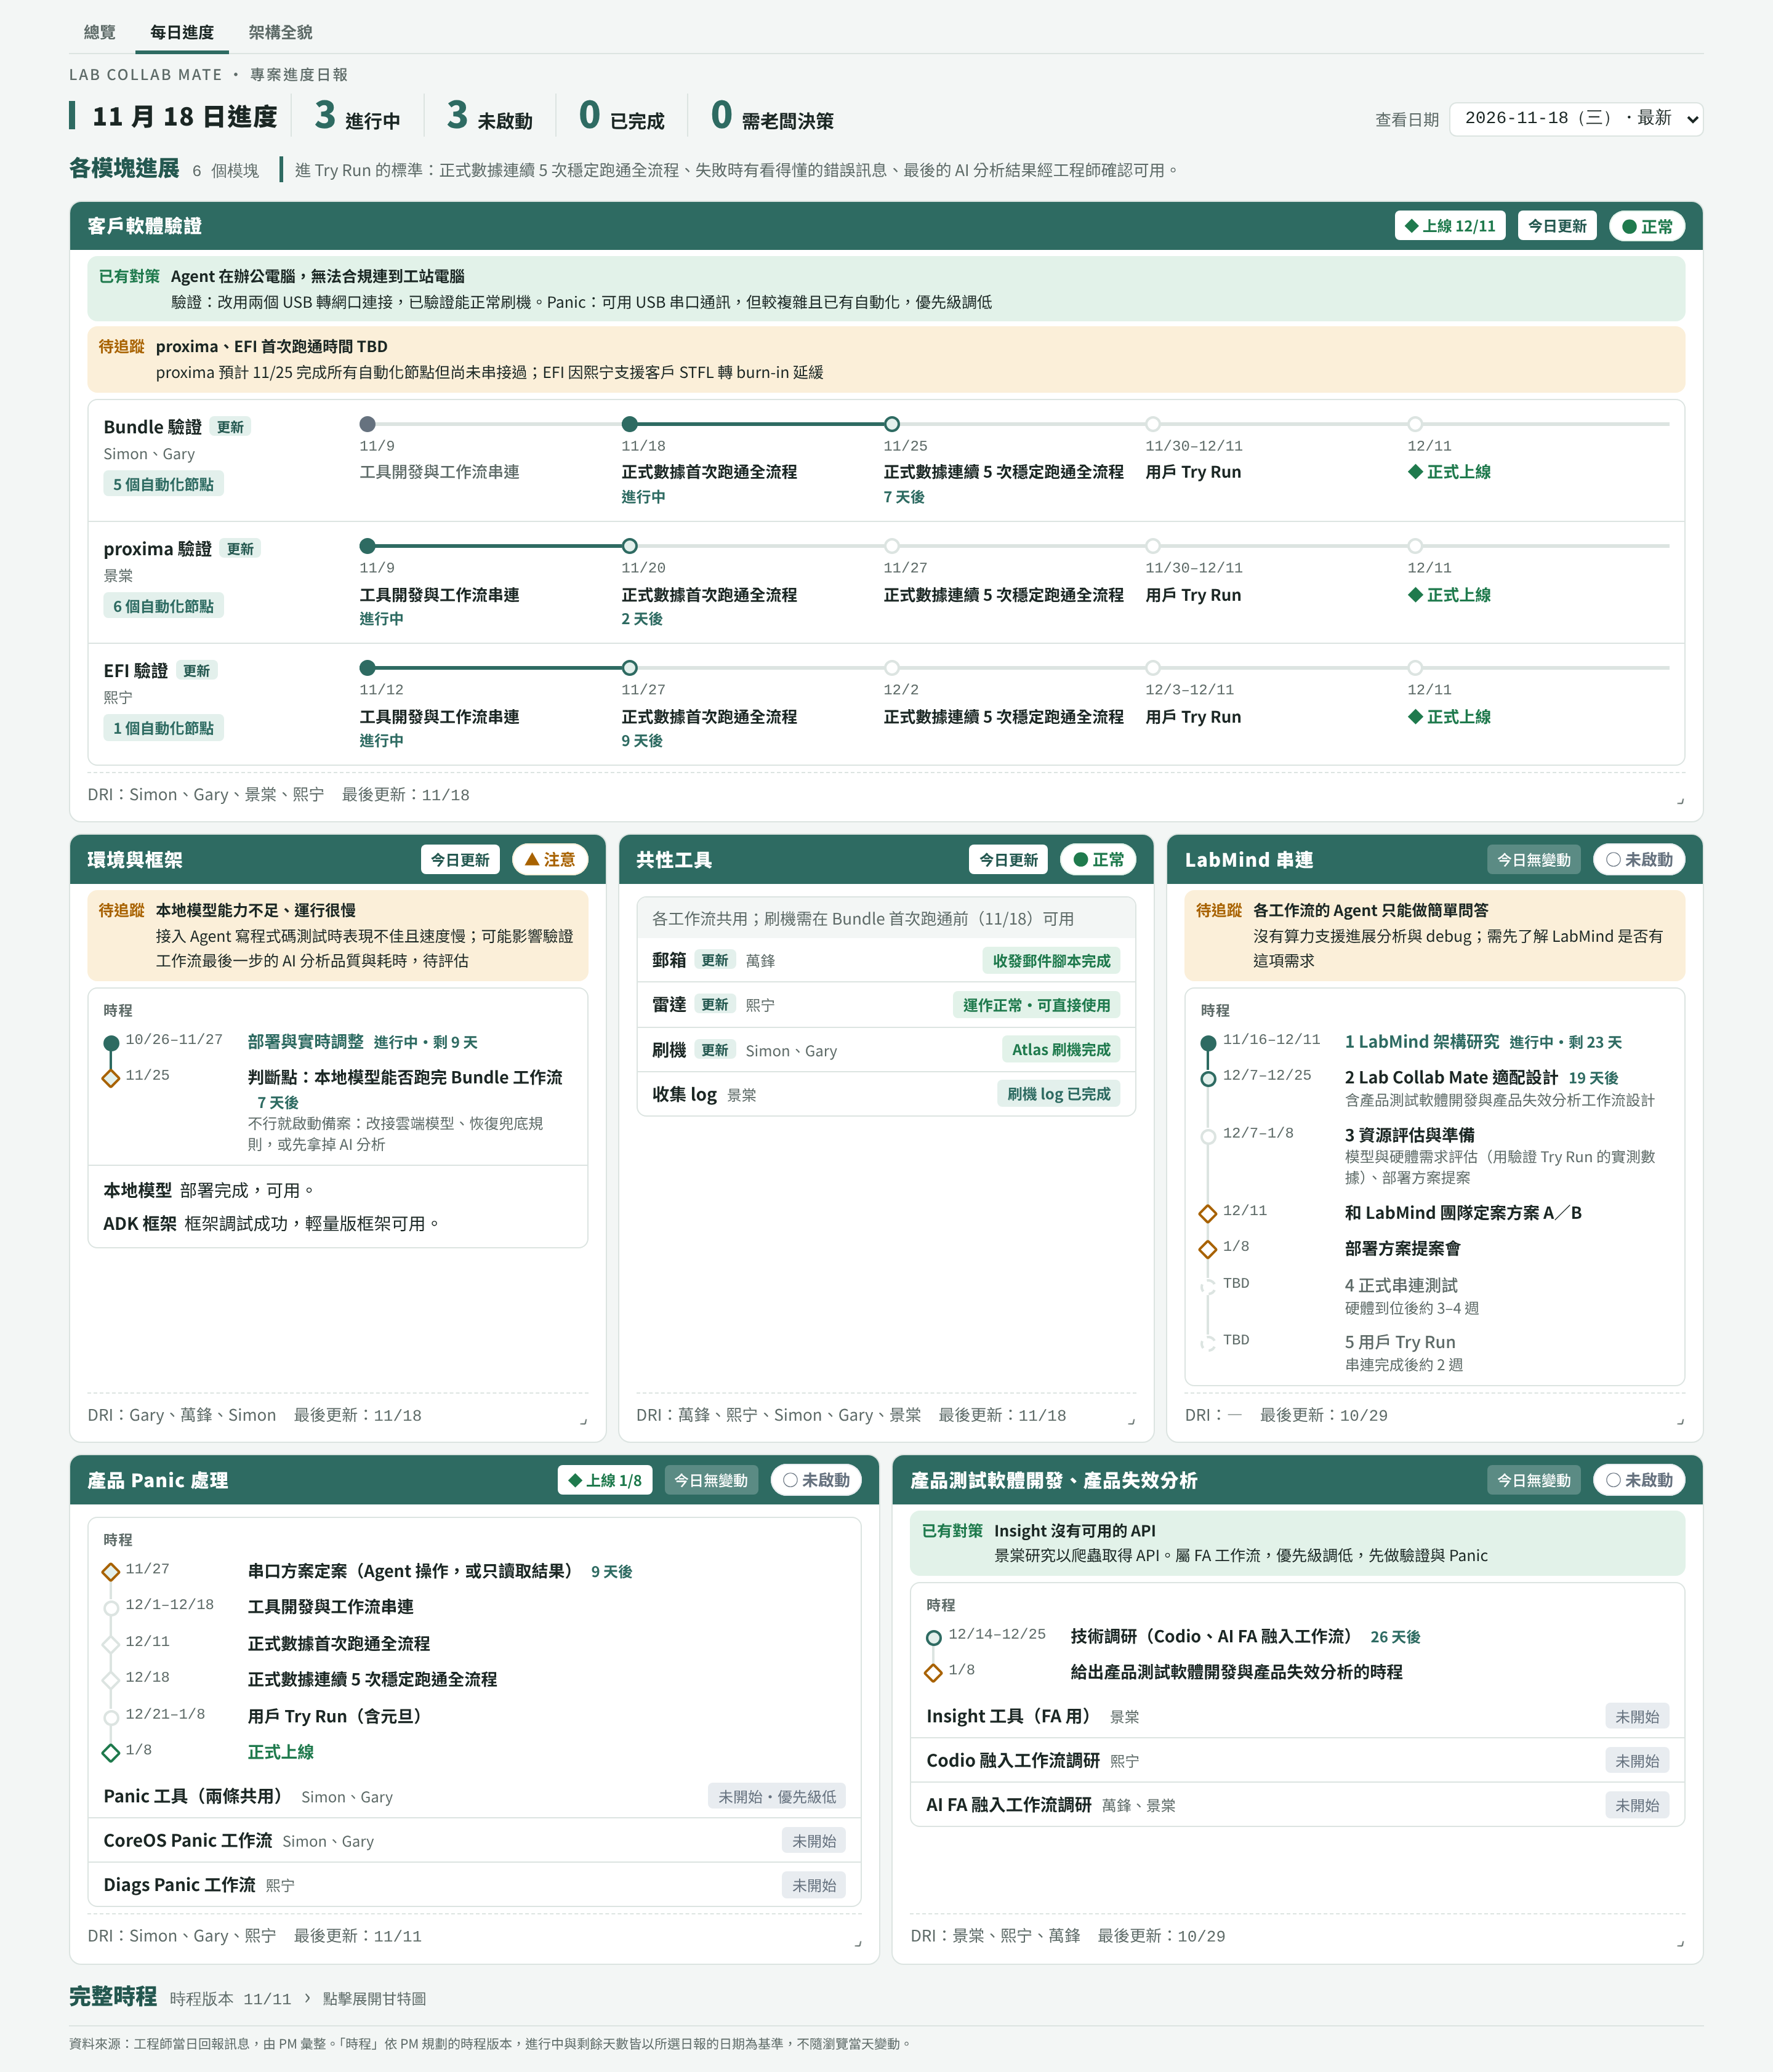 總覽 每日進度 架構全貌
LAB COLLAB MATE · 專案進度日報
11 月 18 日進度 3 進行中 3 未啟動 0 已完成 0 需老闆決策 查看日期 2026-11-18（三）·最新
各模塊進展 6 個模塊 進 Try Run 的標準：正式數據連續 5 次穩定跑通全流程、失敗時有看得懂的錯誤訊息、最後的 AI 分析結果經工程師確認可用。
客戶軟體驗證 ◆ 上線 12/11 今日更新 ● 正常
已有對策 Agent 在辦公電腦，無法合規連到工站電腦
驗證：改用兩個 USB 轉網口連接，已驗證能正常刷機。Panic：可用 USB 串口通訊，但較複雜且已有自動化，優先級調低
待追蹤 proxima、EFI 首次跑通時間 TBD
proxima 預計 11/25 完成所有自動化節點但尚未串接過；EFI 因熙宁支援客戶 STFL 轉 burn-in 延緩
Bundle 驗證 更新
Simon、Gary
5 個自動化節點
11/9 11/18 11/25 11/30–12/11 12/11
工具開發與工作流串連 正式數據首次跑通全流程 正式數據連續 5 次穩定跑通全流程 用戶 Try Run ◆ 正式上線
進行中 7 天後
proxima 驗證 更新
景棠
6 個自動化節點
11/9 11/20 11/27 11/30–12/11 12/11
工具開發與工作流串連 正式數據首次跑通全流程 正式數據連續 5 次穩定跑通全流程 用戶 Try Run ◆ 正式上線
進行中 2 天後
EFI 驗證 更新
熙宁
1 個自動化節點
11/12 11/27 12/2 12/3–12/11 12/11
工具開發與工作流串連 正式數據首次跑通全流程 正式數據連續 5 次穩定跑通全流程 用戶 Try Run ◆ 正式上線
進行中 9 天後
DRI：Simon、Gary、景棠、熙宁 最後更新：11/18
環境與框架 今日更新 ▲ 注意
待追蹤 本地模型能力不足、運行很慢
接入 Agent 寫程式碼測試時表現不佳且速度慢；可能影響驗證
工作流最後一步的 AI 分析品質與耗時，待評估
時程
10/26–11/27 部署與實時調整 進行中·剩 9 天
11/25 判斷點：本地模型能否跑完 Bundle 工作流
7 天後
不行就啟動備案：改接雲端模型、恢復兜底規
則，或先拿掉 AI 分析
本地模型 部署完成，可用。
ADK 框架 框架調試成功，輕量版框架可用。
DRI：Gary、萬鋒、Simon 最後更新：11/18
共性工具 今日更新 ● 正常
各工作流共用；刷機需在 Bundle 首次跑通前（11/18）可用
郵箱 更新 萬鋒 收發郵件腳本完成
雷達 更新 熙宁 運作正常·可直接使用
刷機 更新 Simon、Gary Atlas 刷機完成
收集 log 景棠 刷機 log 已完成
DRI：萬鋒、熙宁、Simon、Gary、景棠 最後更新：11/18
LabMind 串連 今日無變動 ○ 未啟動
待追蹤 各工作流的 Agent 只能做簡單問答
沒有算力支援進展分析與 debug；需先了解 LabMind 是否有
這項需求
時程
11/16–12/11 1 LabMind 架構研究 進行中·剩 23 天
12/7–12/25 2 Lab Collab Mate 適配設計 19 天後
含產品測試軟體開發與產品失效分析工作流設計
12/7–1/8 3 資源評估與準備
模型與硬體需求評估（用驗證 Try Run 的實測數
據）、部署方案提案
12/11 和 LabMind 團隊定案方案 A／B
1/8 部署方案提案會
TBD 4 正式串連測試
硬體到位後約 3–4 週
TBD 5 用戶 Try Run
串連完成後約 2 週
DRI：— 最後更新：10/29
產品 Panic 處理 ◆ 上線 1/8 今日無變動 ○ 未啟動
時程
11/27 串口方案定案（Agent 操作，或只讀取結果） 9 天後
12/1–12/18 工具開發與工作流串連
12/11 正式數據首次跑通全流程
12/18 正式數據連續 5 次穩定跑通全流程
12/21–1/8 用戶 Try Run（含元旦）
1/8 正式上線
Panic 工具（兩條共用） Simon、Gary 未開始·優先級低
CoreOS Panic 工作流 Simon、Gary 未開始
Diags Panic 工作流 熙宁 未開始
DRI：Simon、Gary、熙宁 最後更新：11/11
產品測試軟體開發、產品失效分析 今日無變動 ○ 未啟動
已有對策 Insight 沒有可用的 API
景棠研究以爬蟲取得 API。屬 FA 工作流，優先級調低，先做驗證與 Panic
時程
12/14–12/25 技術調研（Codio、AI FA 融入工作流） 26 天後
1/8 給出產品測試軟體開發與產品失效分析的時程
Insight 工具（FA 用） 景棠 未開始
Codio 融入工作流調研 熙宁 未開始
AI FA 融入工作流調研 萬鋒、景棠 未開始
DRI：景棠、熙宁、萬鋒 最後更新：10/29
完整時程 時程版本 11/11 › 點擊展開甘特圖
資料來源：工程師當日回報訊息，由 PM 彙整。「時程」依 PM 規劃的時程版本，進行中與剩餘天數皆以所選日報的日期為基準，不隨瀏覽當天變動。